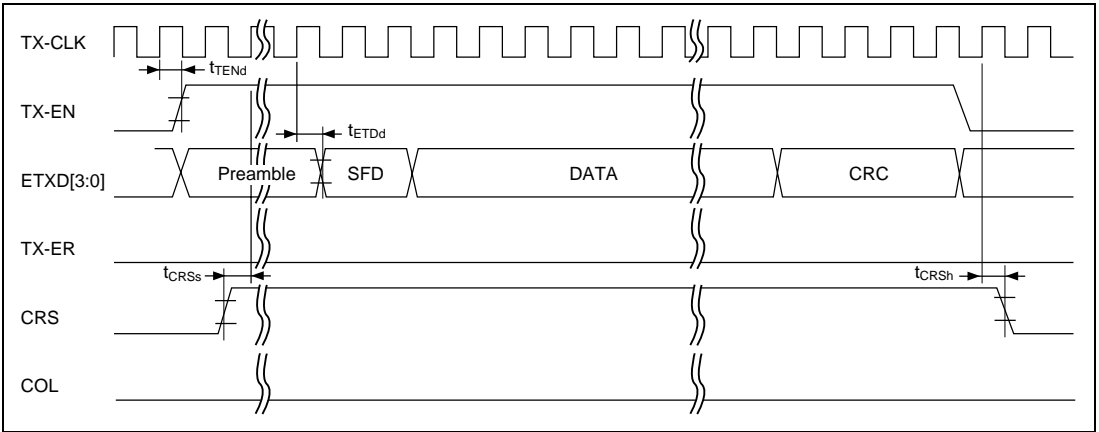 TX-CLK
tTENd
TX-EN
tETDd
ETXD[3:0]
Preamble SFD DATA CRC
TX-ER
tCRSs tCRSh
CRS
COL